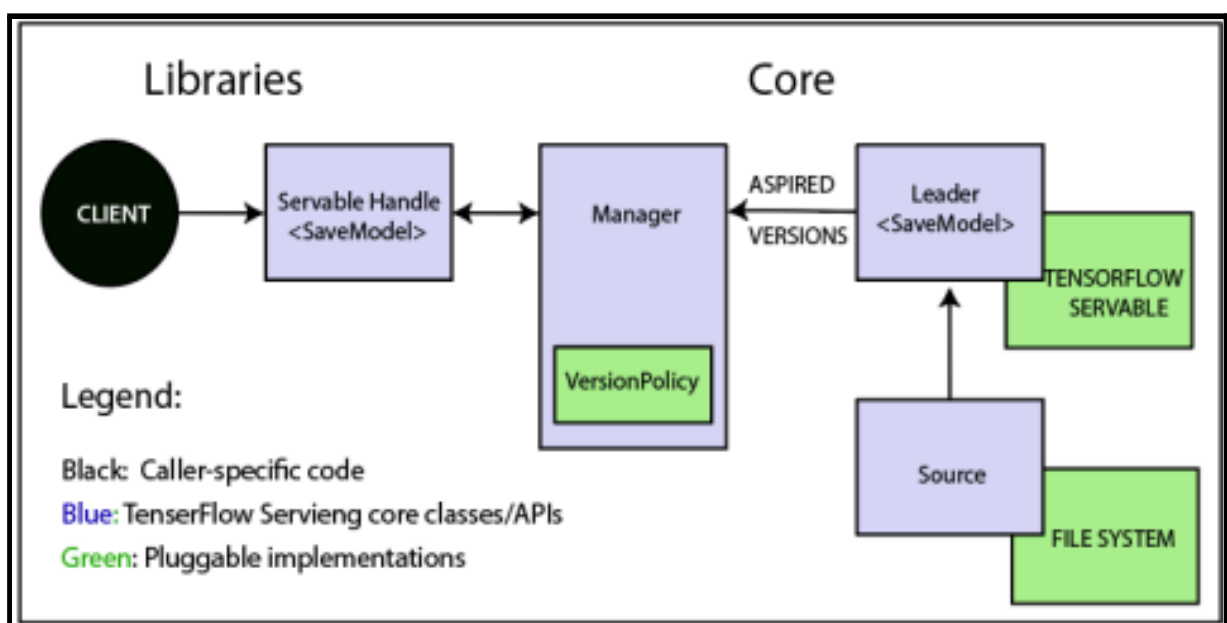 Libraries
Core
CLIENT
Servable Handle
<SaveModel>
Manager
VersionPolicy
ASPIRED
VERSIONS
Leader
<SaveModel>
TENSORFLOW
SERVABLE
Source
FILE SYSTEM
Legend:
Black: Caller-specific code
Blue: TenserFlow Servieng core classes/APIs
Green: Pluggable implementations